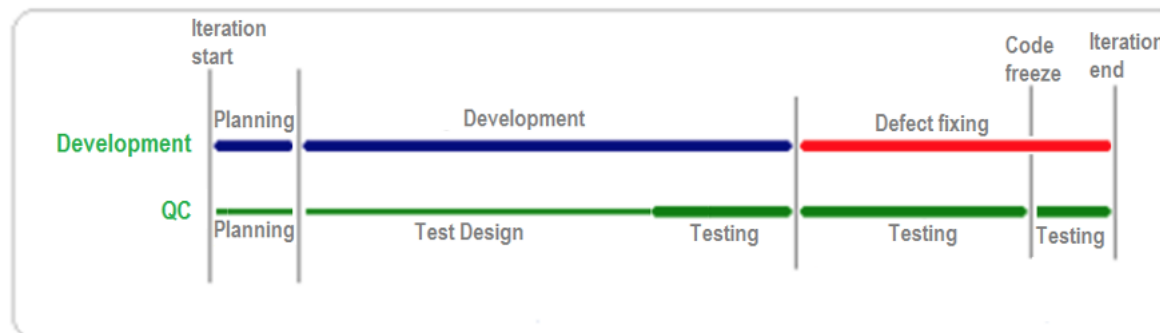 Iteration
start
Code
freeze
Iteration
end
Planning
Development
Defect fixing
Development
QC
Planning
Test Design
Testing
Testing
Testing